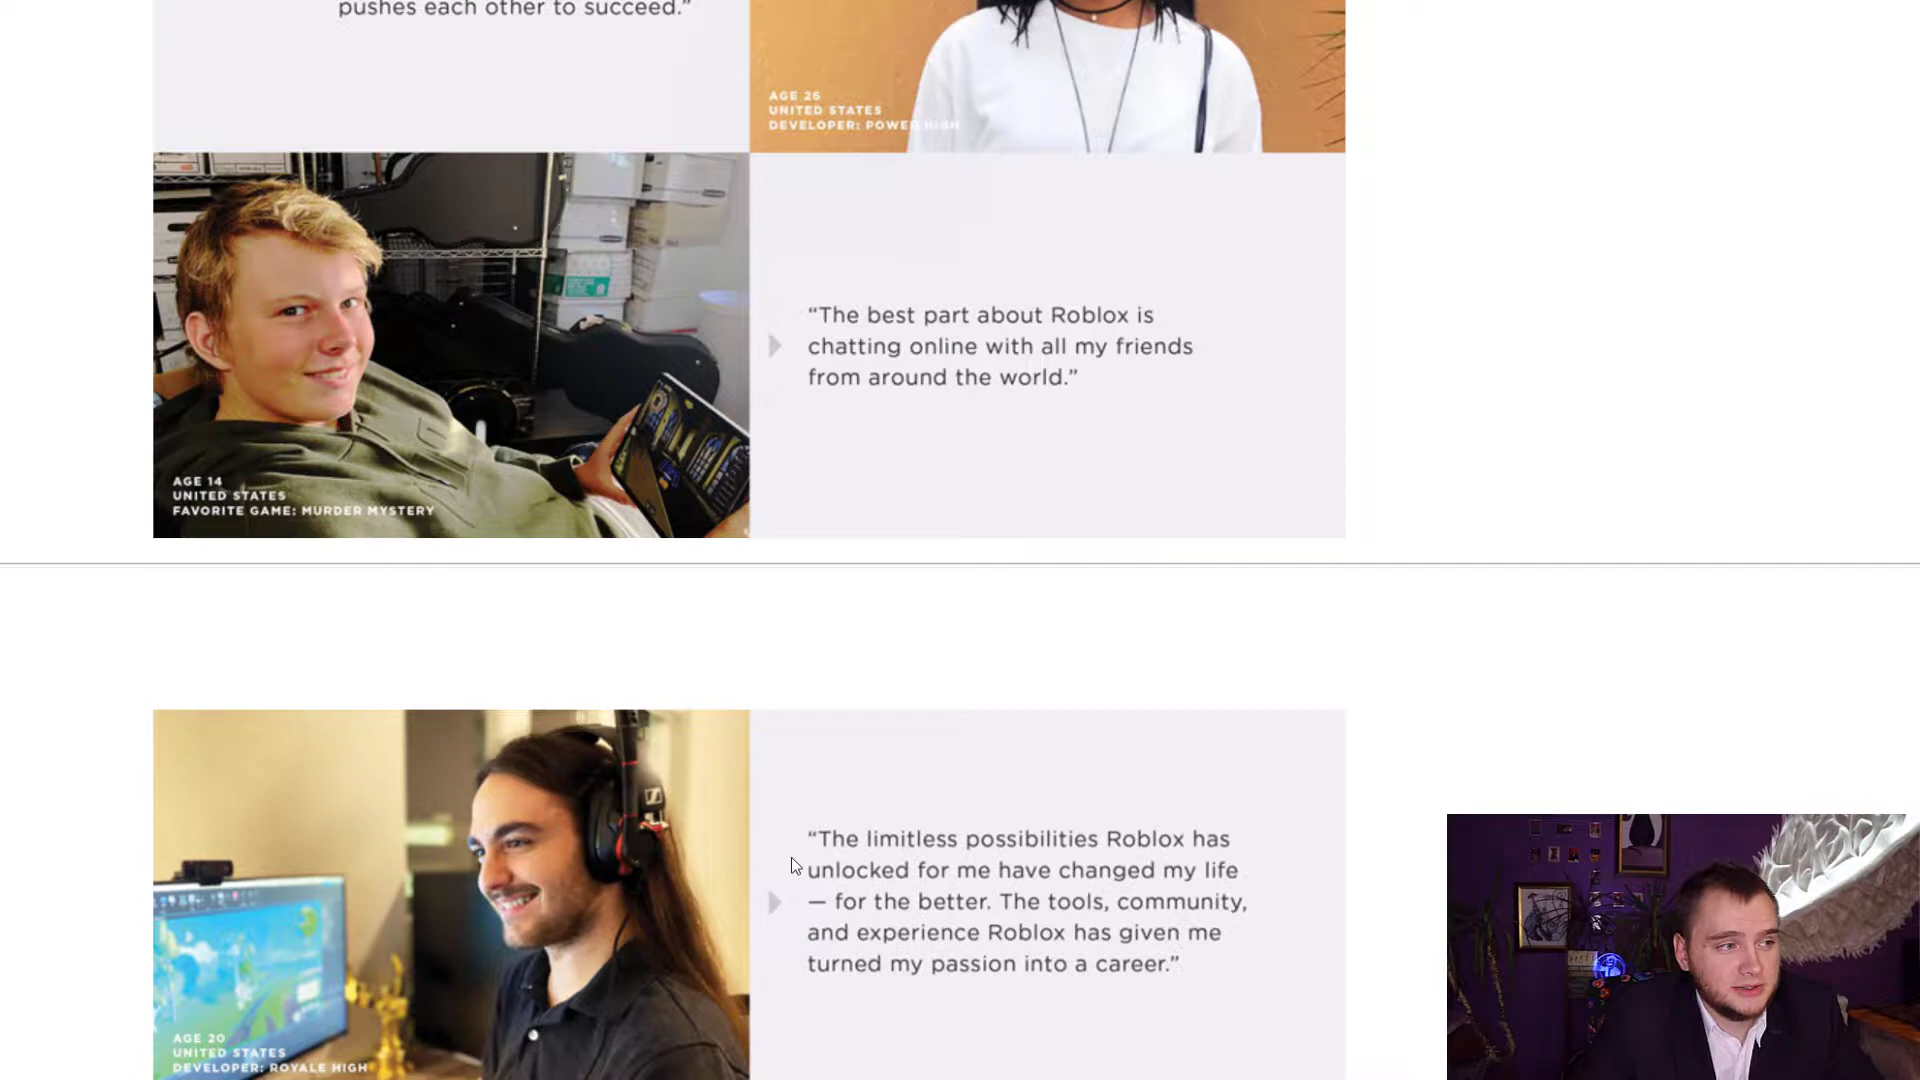 pushes each other to succeed.”
AGE 26
UNITED STATES
DEVELOPER: POWER HIGH
“The best part about Roblox is
chatting online with all my friends
from around the world.”
AGE 14
UNITED STATES
FAVORITE GAME: MURDER MYSTERY
“The limitless possibilities Roblox has
unlocked for me have changed my life
— for the better. The tools, community,
and experience Roblox has given me
turned my passion into a career.”
AGE 20
UNITED STATES
DEVELOPER: ROYALE HIGH